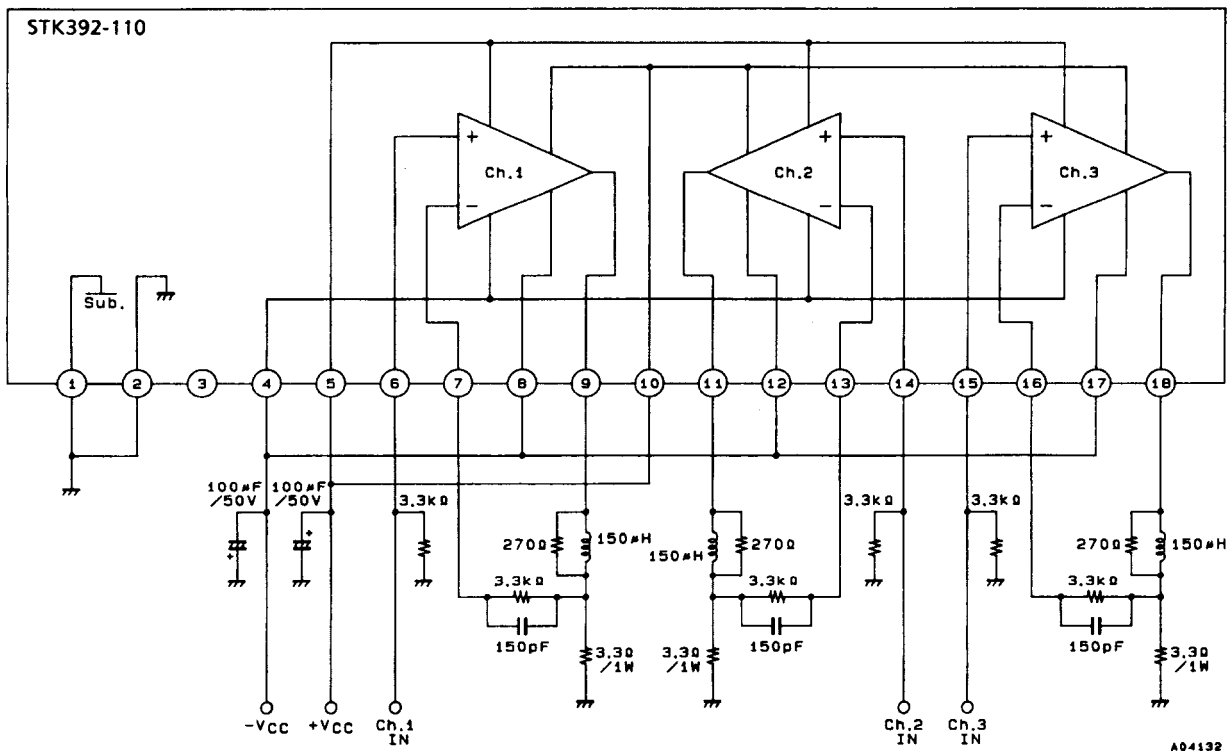 STK392-110
Ch.1
Ch.2
Ch.3
+
−
+
−
+
−
Sub.
1
2
3
4
5
6
7
8
9
10
11
12
13
14
15
16
17
18
100μF
/50V
100μF
/50V
3.3kΩ
270Ω
150μH
3.3kΩ
150pF
3.3Ω
/1W
150μH
270Ω
3.3kΩ
150pF
3.3Ω
/1W
3.3kΩ
3.3kΩ
270Ω
150μH
3.3kΩ
150pF
3.3Ω
/1W
+
+
−VCC
+VCC
Ch.1
IN
Ch.2
IN
Ch.3
IN
A04132